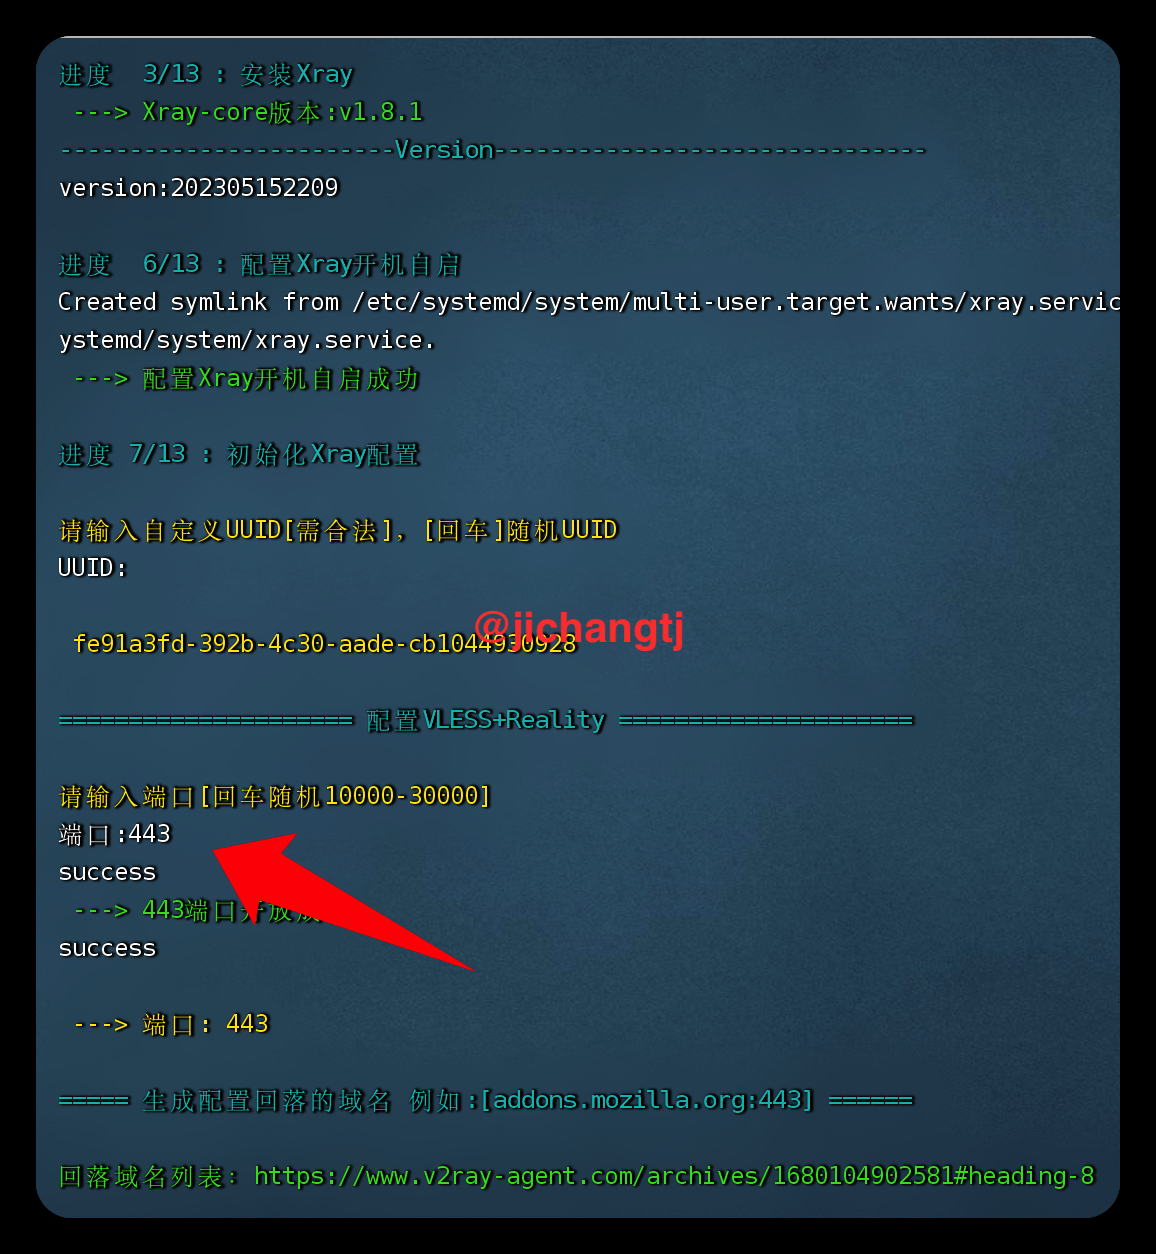 进度  3/13 : 安装Xray
 ---> Xray-core版本:v1.8.1
------------------------Version-------------------------------
version:202305152209
进度  6/13 : 配置Xray开机自启
Created symlink from /etc/systemd/system/multi-user.target.wants/xray.servic
ystemd/system/xray.service.
 ---> 配置Xray开机自启成功
进度 7/13 : 初始化Xray配置
请输入自定义UUID[需合法]，[回车]随机UUID
UUID:
@jichangtj
 fe91a3fd-392b-4c30-aade-cb1044930928
===================== 配置VLESS+Reality =====================
请输入端口[回车随机10000-30000]
端口:443
success
 ---> 443端口开放成
success
 ---> 端口: 443
===== 生成配置回落的域名 例如:[addons.mozilla.org:443] ======
回落域名列表：https://www.v2ray-agent.com/archives/1680104902581#heading-8